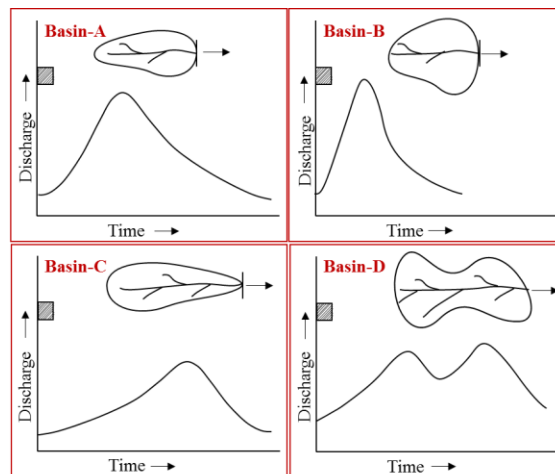 Basin-A
Discharge
Time
Basin-B
Discharge
Time
Basin-C
Discharge
Time
Basin-D
Discharge
Time